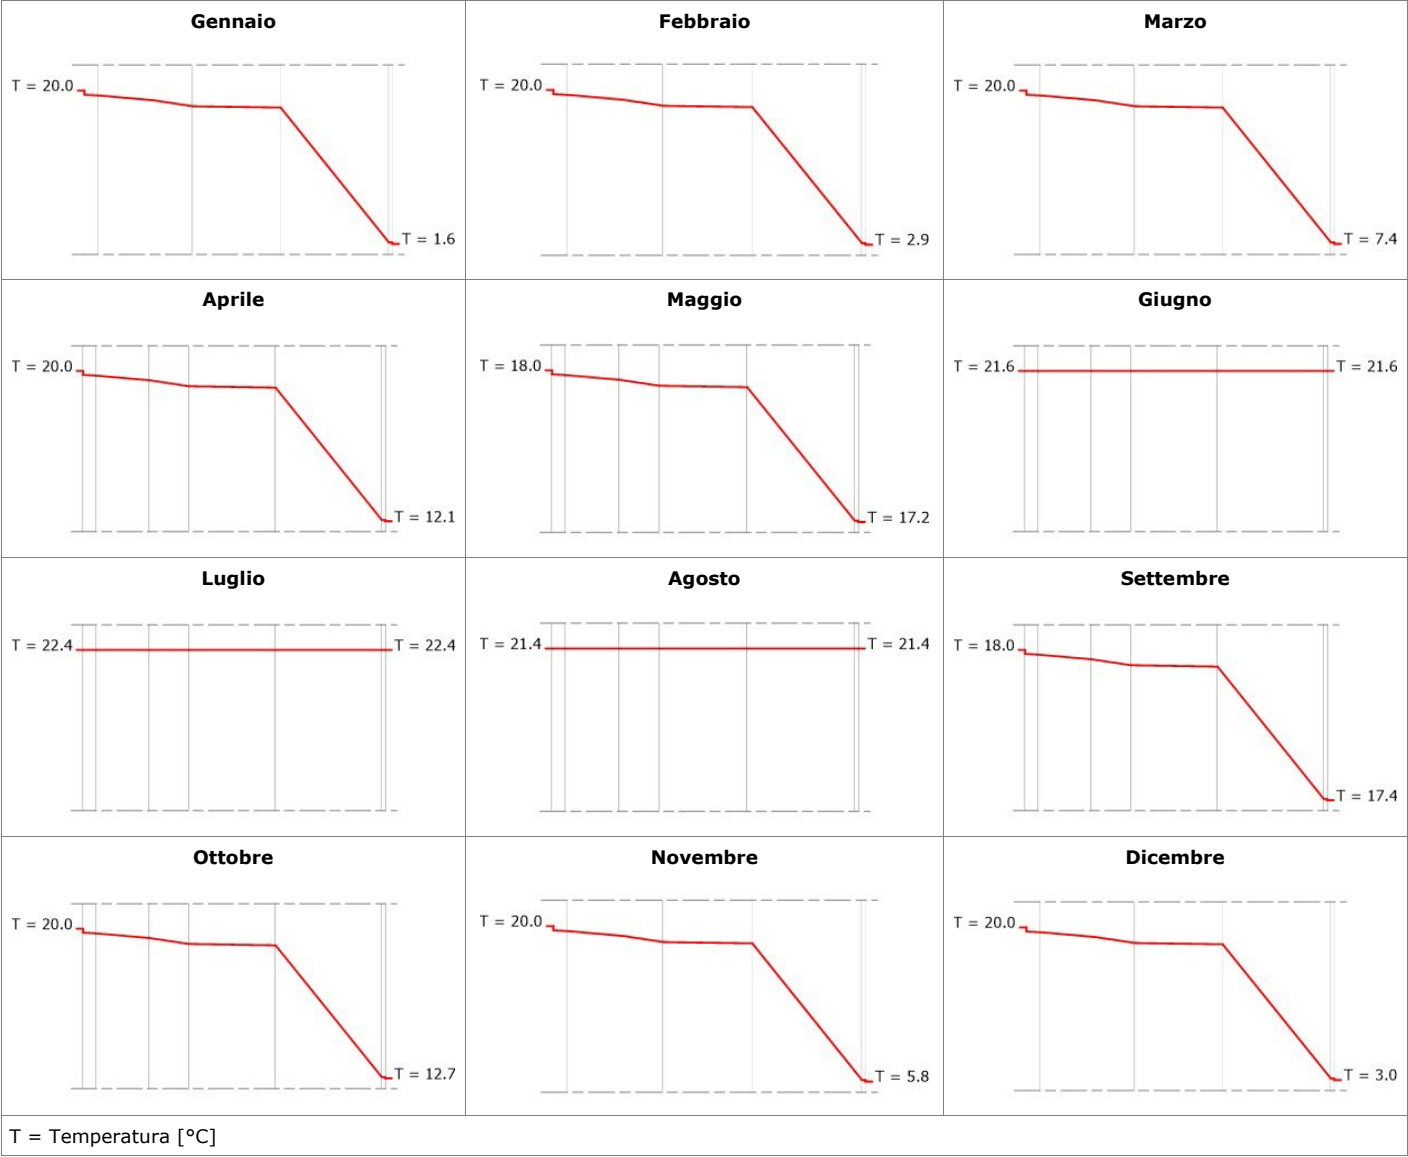 Gennaio
T = 20.0
T = 1.6
Febbraio
T = 20.0
T = 2.9
Marzo
T = 20.0
T = 7.4
Aprile
T = 20.0
T = 12.1
Maggio
T = 18.0
T = 17.2
Giugno
T = 21.6
T = 21.6
Luglio
T = 22.4
T = 22.4
Agosto
T = 21.4
T = 21.4
Settembre
T = 18.0
T = 17.4
Ottobre
T = 20.0
T = 12.7
Novembre
T = 20.0
T = 5.8
Dicembre
T = 20.0
T = 3.0
T = Temperatura [°C]